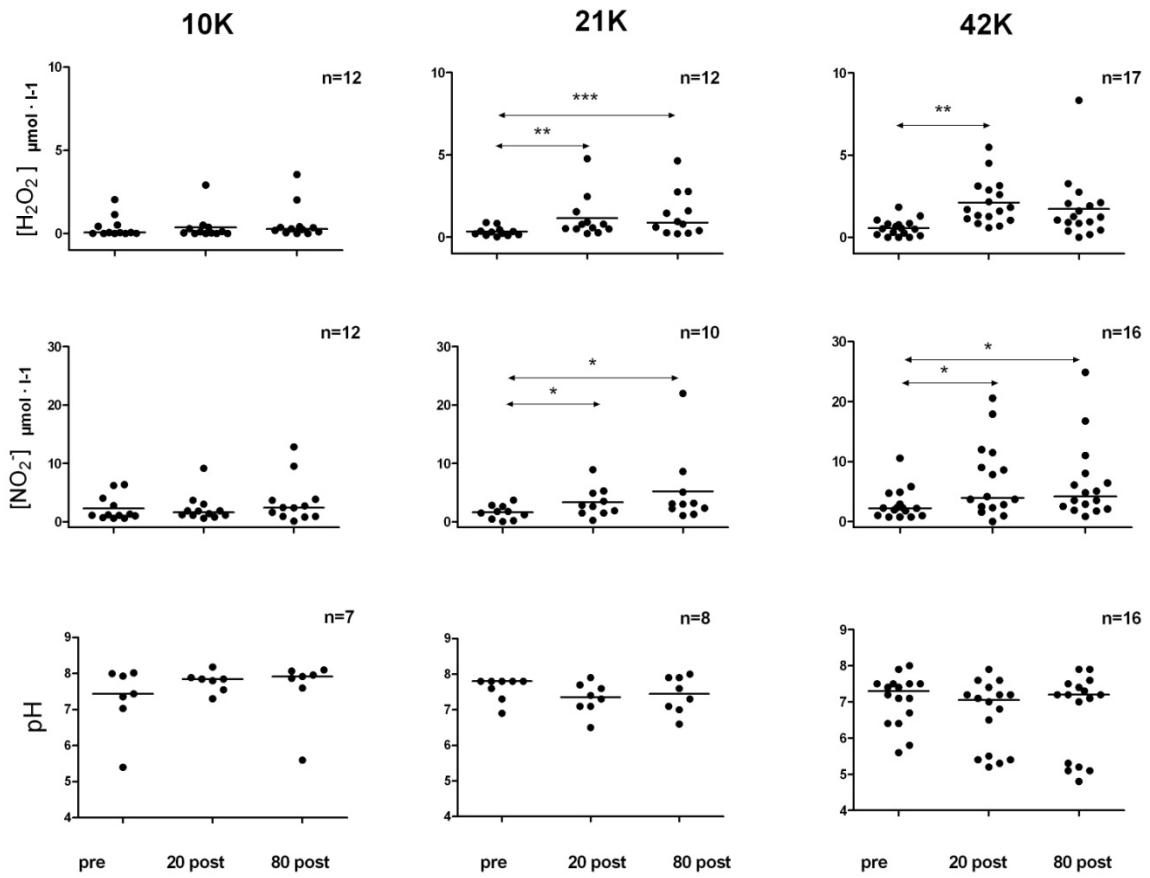 10K 21K 42K
n=12 n=12 n=17
[H₂O₂] µmol · l-1
10 10 10
*** **
** 
5 5 5
0 0 0
n=12 n=10 n=16
[NO₂⁻] µmol · l-1
30 30 30
* *
* *
20 20 20
10 10 10
0 0 0
n=7 n=8 n=16
pH
9 9 9
8 8 8
7 7 7
6 6 6
5 5 5
4 4 4
pre 20 post 80 post pre 20 post 80 post pre 20 post 80 post